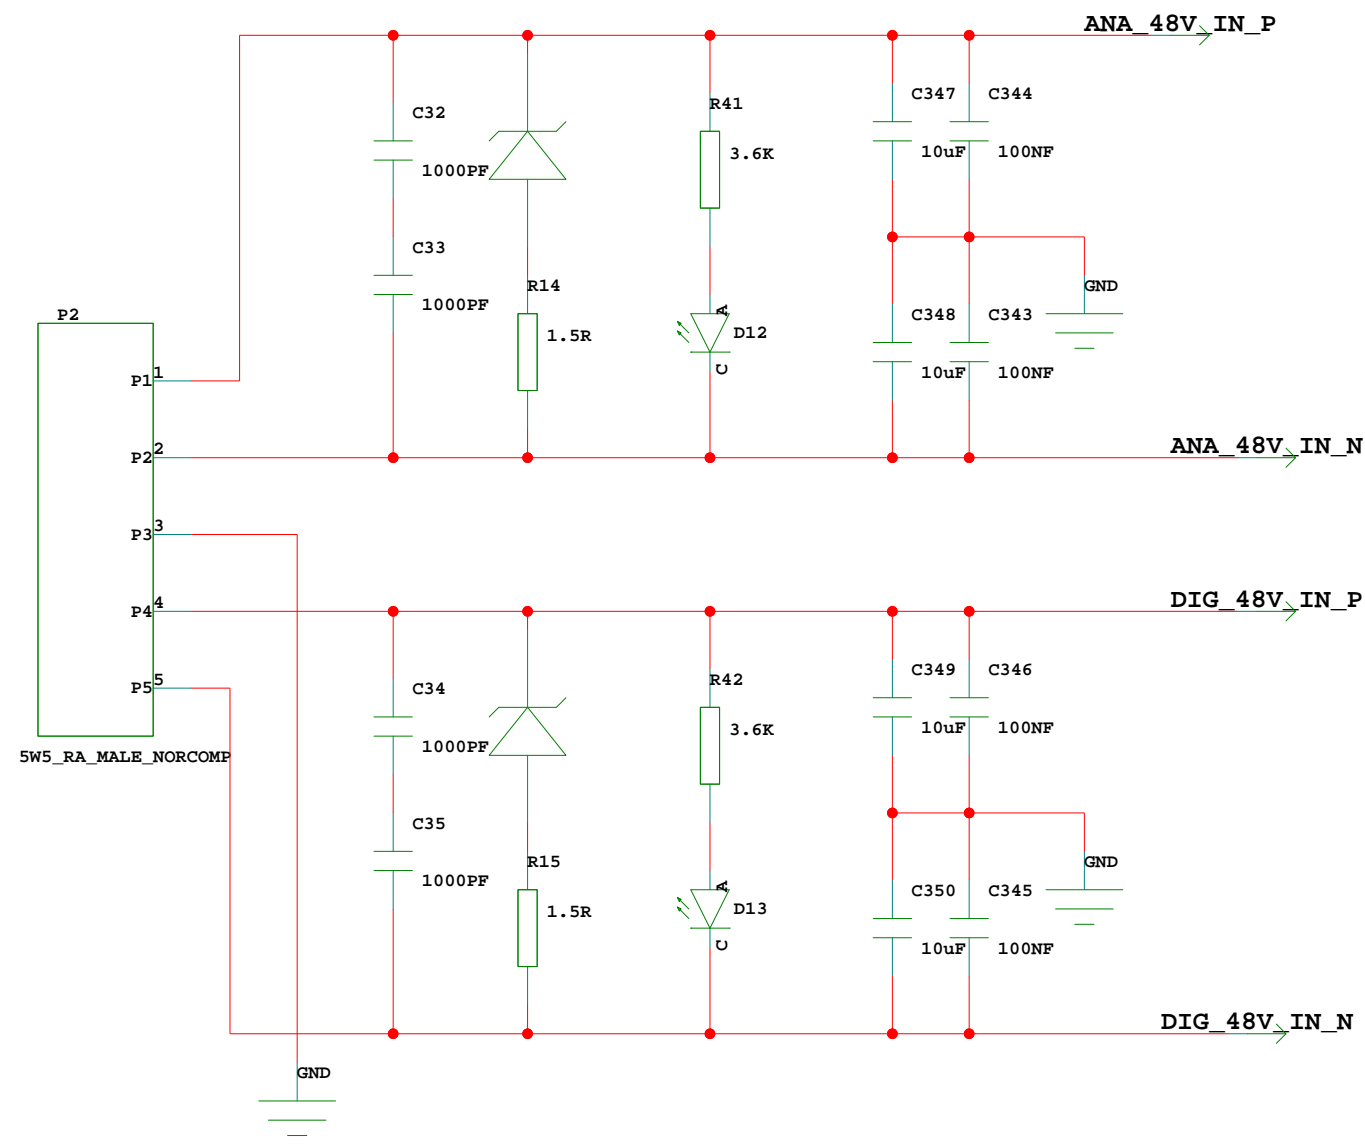 ANA_48V_IN_P
C32
1000PF
C33
1000PF
R14
1.5R
R41
3.6K
A
D12
C
C347
10uF
C344
100NF
GND
C348
10uF
C343
100NF
ANA_48V_IN_N
P2
P1 1
P2 2
P3 3
P4 4
P5 5
5W5_RA_MALE_NORCOMP
DIG_48V_IN_P
C34
1000PF
C35
1000PF
R15
1.5R
R42
3.6K
A
D13
C
C349
10uF
C346
100NF
GND
C350
10uF
C345
100NF
DIG_48V_IN_N
GND